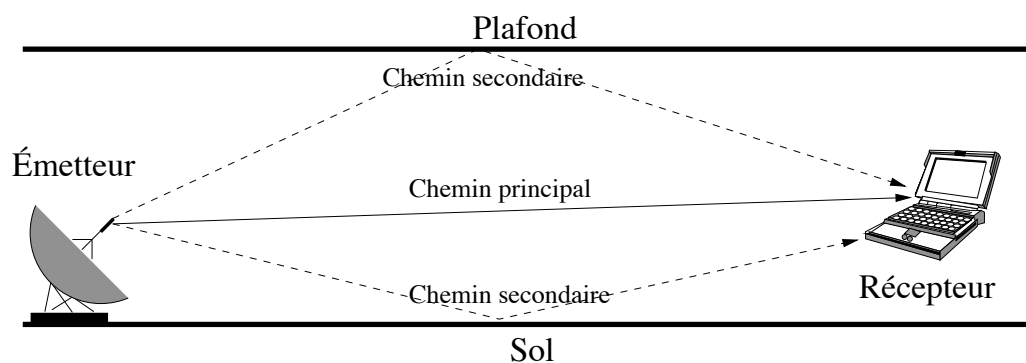 Plafond
Chemin secondaire
Émetteur
Chemin principal
Chemin secondaire
Récepteur
Sol